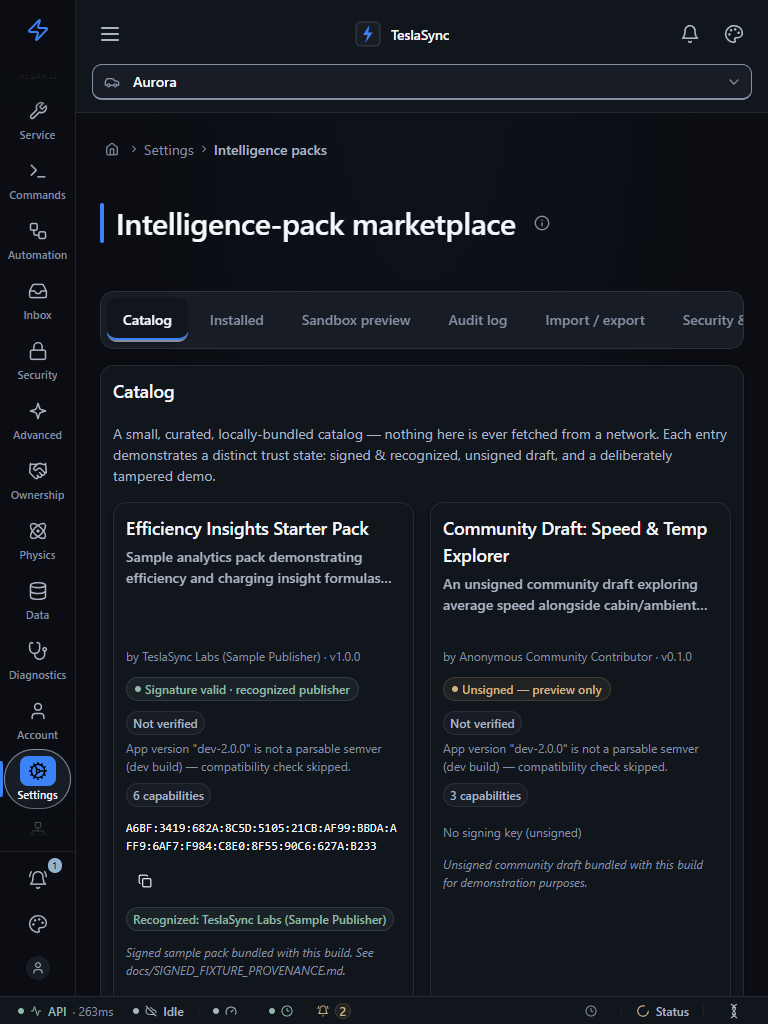 TeslaSync
Aurora
Settings
Intelligence packs
Intelligence-pack marketplace
Service
Commands
Automation
Inbox
Security
Advanced
Ownership
Physics
Data
Diagnostics
Account
Settings
1
Catalog
Installed
Sandbox preview
Audit log
Import / export
Security &
Catalog
A small, curated, locally-bundled catalog — nothing here is ever fetched from a network. Each entry
demonstrates a distinct trust state: signed & recognized, unsigned draft, and a deliberately
tampered demo.
Efficiency Insights Starter Pack
Sample analytics pack demonstrating
efficiency and charging insight formulas...
by TeslaSync Labs (Sample Publisher) · v1.0.0
Signature valid · recognized publisher
Not verified
App version "dev-2.0.0" is not a parsable semver
(dev build) — compatibility check skipped.
6 capabilities
A6BF:3419:682A:8C5D:5105:21CB:AF99:BBDA:A
FF9:6AF7:F984:C8E0:8F55:90C6:627A:B233
Recognized: TeslaSync Labs (Sample Publisher)
Signed sample pack bundled with this build. See
docs/SIGNED_FIXTURE_PROVENANCE.md.
Community Draft: Speed & Temp
Explorer
An unsigned community draft exploring
average speed alongside cabin/ambient...
by Anonymous Community Contributor · v0.1.0
Unsigned — preview only
Not verified
App version "dev-2.0.0" is not a parsable semver
(dev build) — compatibility check skipped.
3 capabilities
No signing key (unsigned)
Unsigned community draft bundled with this build
for demonstration purposes.
API · 263ms
Idle
2
Status